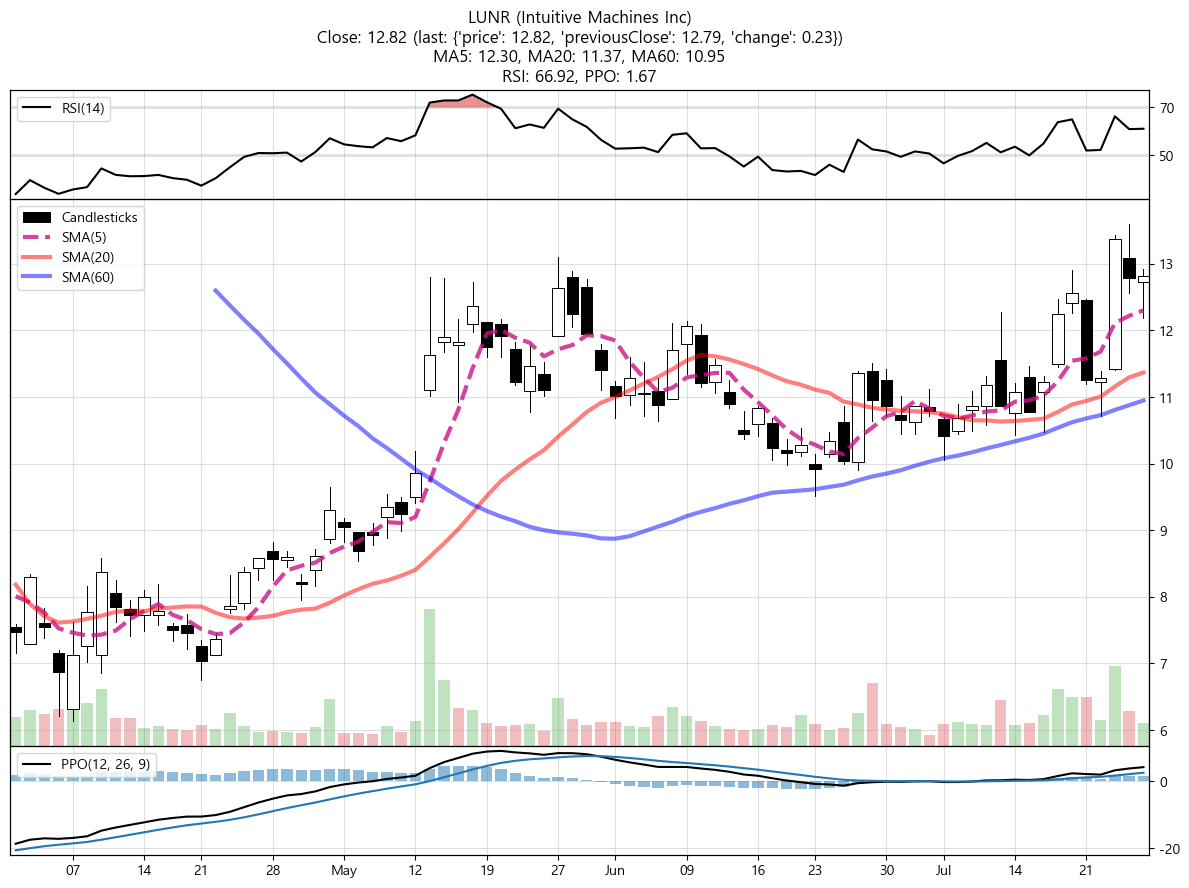 LUNR (Intuitive Machines Inc)
Close: 12.82 (last: {'price': 12.82, 'previousClose': 12.79, 'change': 0.23})
MA5: 12.30, MA20: 11.37, MA60: 10.95
RSI: 66.92, PPO: 1.67
RSI(14)
70
50
Candlesticks
SMA(5)
SMA(20)
SMA(60)
13
12
11
10
9
8
7
6
PPO(12, 26, 9)
0
-20
07 14 21 28 May 12 19 27 Jun 09 16 23 30 Jul 14 21